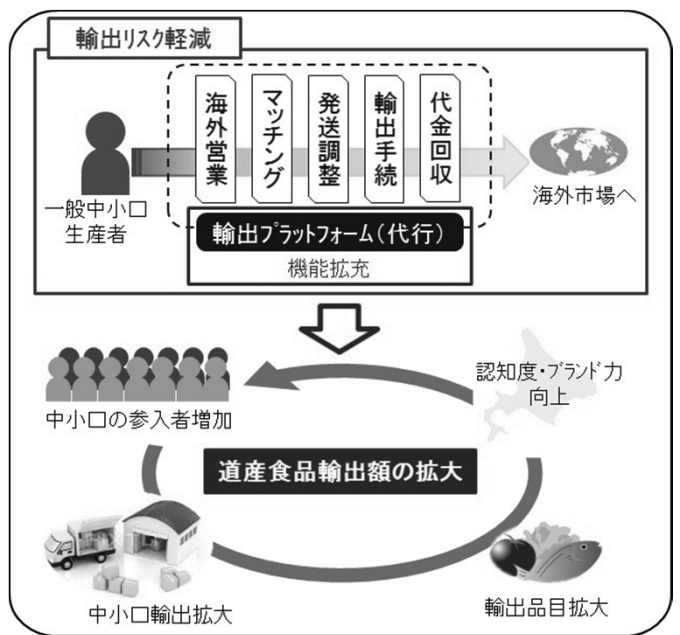 輸出リスク軽減
海外営業
マッチング
発送調整
輸出手続
代金回収
一般中小口
生産者
海外市場へ
輸出プラットフォーム(代行)
機能拡充
中小口の参入者増加
認知度・ブランド力
向上
道産食品輸出額の拡大
中小口輸出拡大
輸出品目拡大